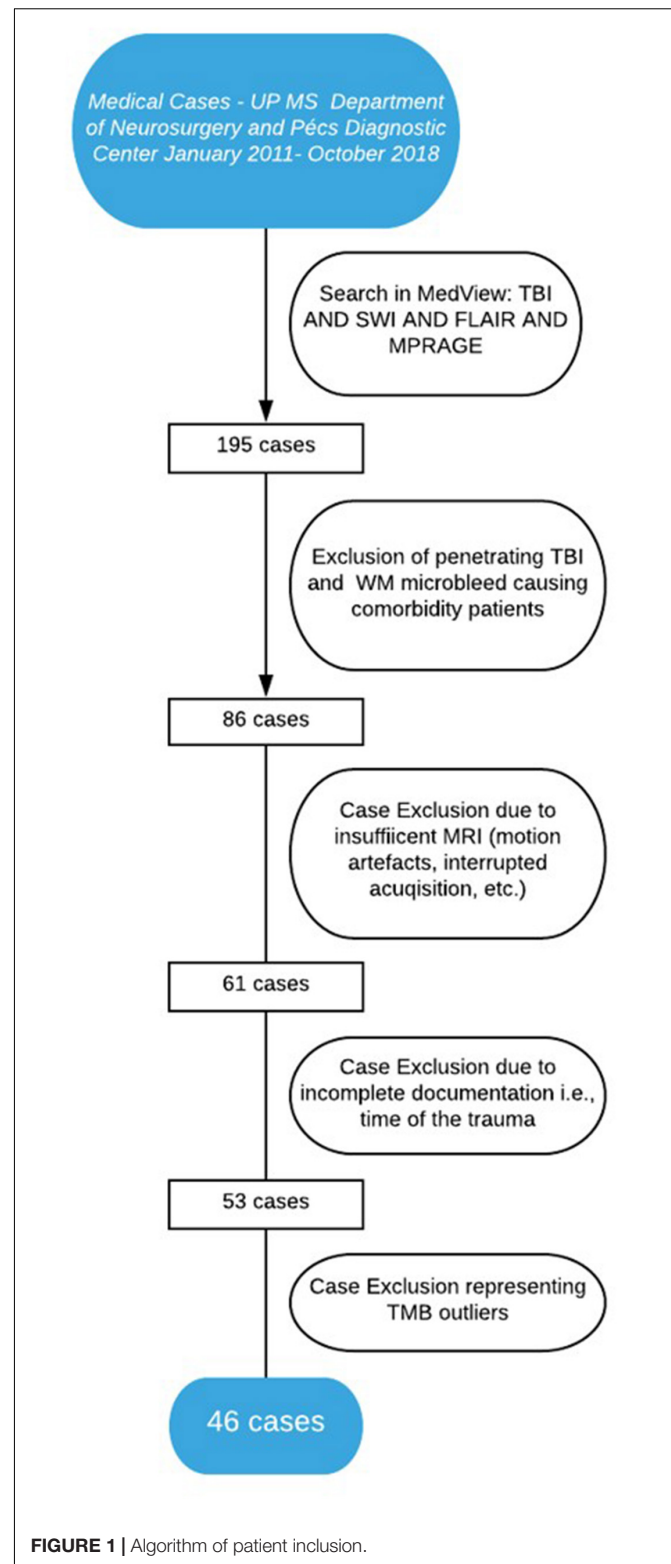 Medical Cases - UP MS Department
of Neurosurgery and Pécs Diagnostic
Center January 2011- October 2018
Search in MedView: TBI
AND SWI AND FLAIR AND
MPRAGE
195 cases
Exclusion of penetrating TBI
and WM microbleed causing
comorbidity patients
86 cases
Case Exclusion due to
insuffiicent MRI (motion
artefacts, interrupted
acuqisition, etc.)
61 cases
Case Exclusion due to
incomplete documentation i.e.,
time of the trauma
53 cases
Case Exclusion representing
TMB outliers
46 cases
FIGURE 1 | Algorithm of patient inclusion.